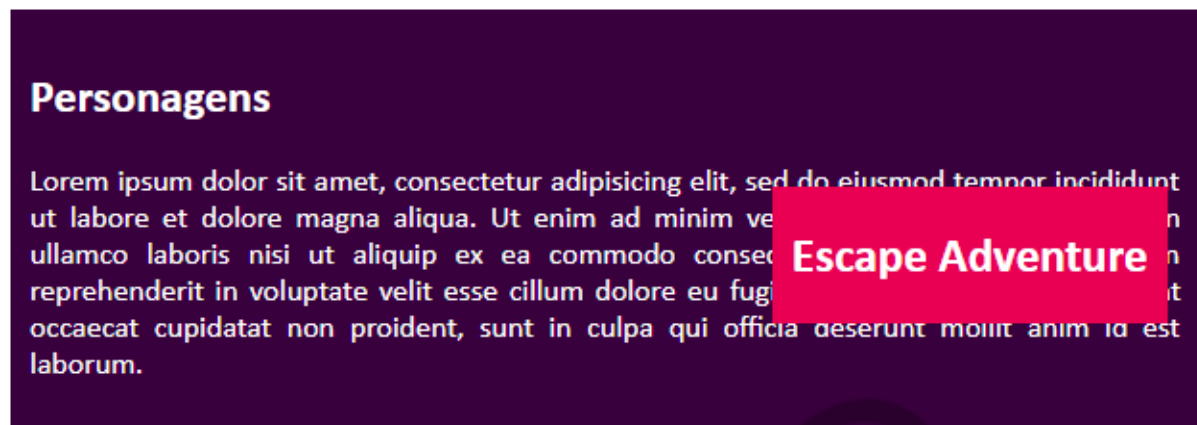 Personagens
Lorem ipsum dolor sit amet, consectetur adipisicing elit, sed do eiusmod tempor incididunt
ut labore et dolore magna aliqua. Ut enim ad minim
ullamco laboris nisi ut aliquip ex ea commodo
Escape Adventure
reprehenderit in voluptate velit esse cillum dolore eu
occaecat cupidatat non proident, sunt in culpa qui officia deserunt mollit anim id est
laborum.